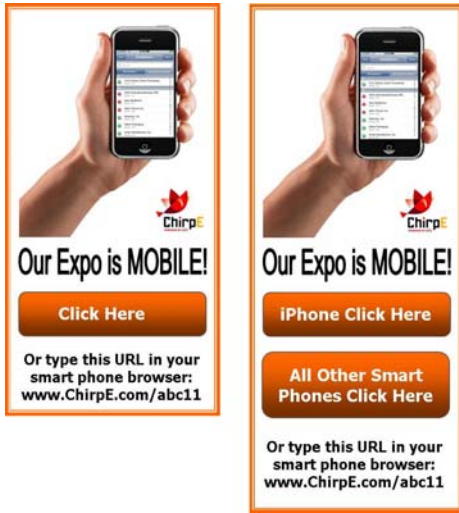 ChirpE
Our Expo is MOBILE!
Click Here
Or type this URL in your
smart phone browser:
www.ChirpE.com/abc11
ChirpE
Our Expo is MOBILE!
iPhone Click Here
All Other Smart
Phones Click Here
Or type this URL in your
smart phone browser:
www.ChirpE.com/abc11